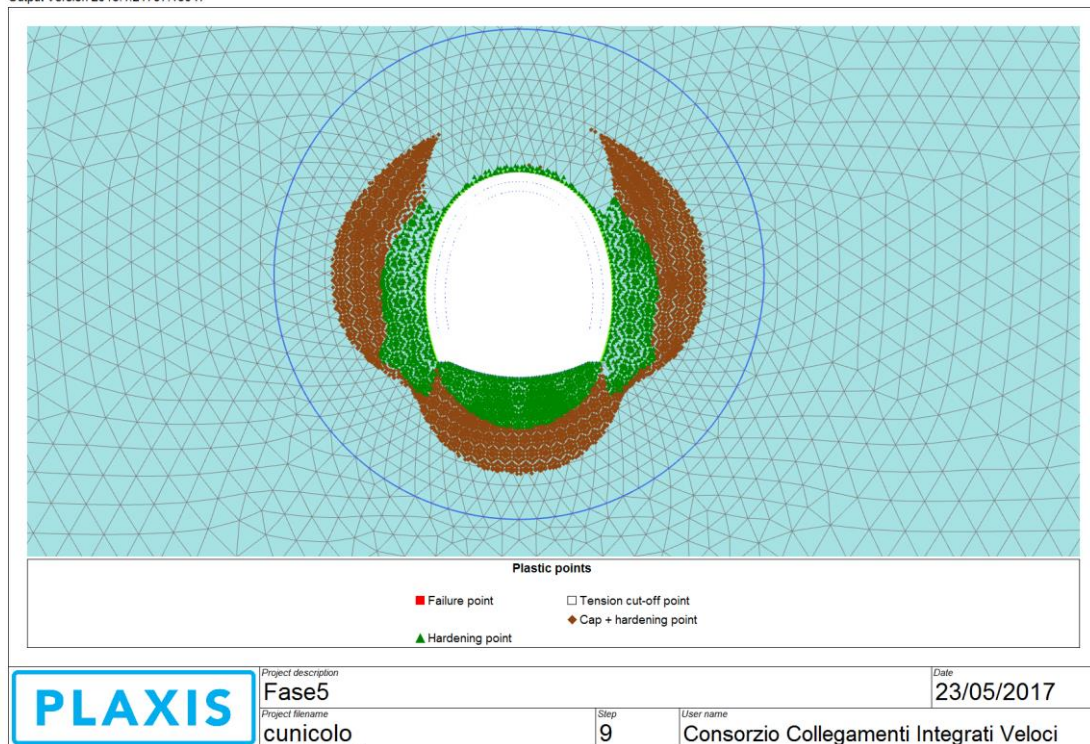 Plastic points
Failure point
Tension cut-off point
Cap + hardening point
Hardening point
PLAXIS
Project description
Fase5
Date
23/05/2017
Project filename
cunicolo
Step
9
User name
Consorzio Collegamenti Integrati Veloci